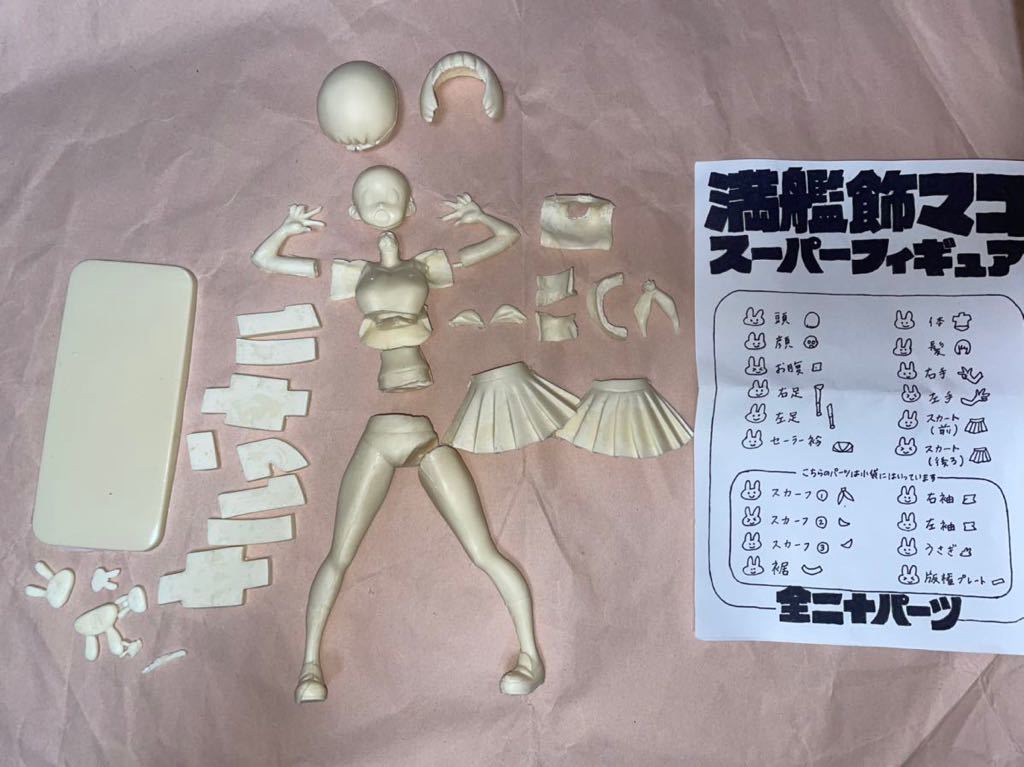 満艦飾マコ
スーパーフィギュア
頭
顔
お腹
右足
左足
セーラー衿
体
髪
右手
左手
スカート
(前)
スカート
(後ろ)
こちらのパーツは小袋にはいっています
スカーフ①
スカーフ②
スカーフ③
裾
右袖
左袖
うさぎ
版権プレート
全二十パーツ